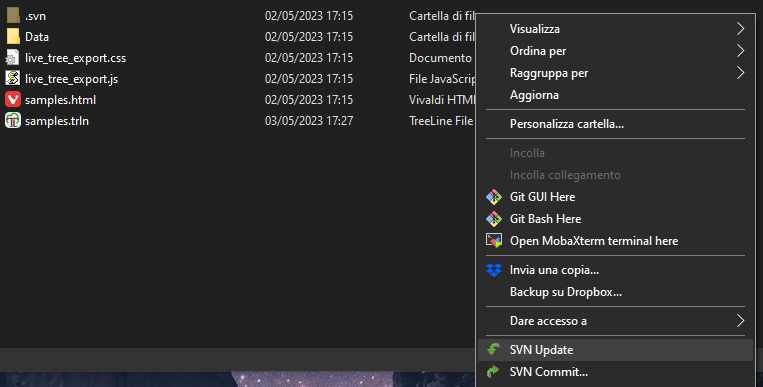 .svn 02/05/2023 17:15 Cartella di fil
Data 02/05/2023 17:15 Cartella di fil
live_tree_export.css 02/05/2023 17:15 Documento
live_tree_export.js 02/05/2023 17:15 File JavaScrip
samples.html 02/05/2023 17:15 Vivaldi HTM
samples.trln 03/05/2023 17:27 TreeLine File
Visualizza
Ordina per
Raggruppa per
Aggiorna
Personalizza cartella...
Incolla
Incolla collegamento
Git GUI Here
Git Bash Here
Open MobaXterm terminal here
Invia una copia...
Backup su Dropbox...
Dare accesso a
SVN Update
SVN Commit...